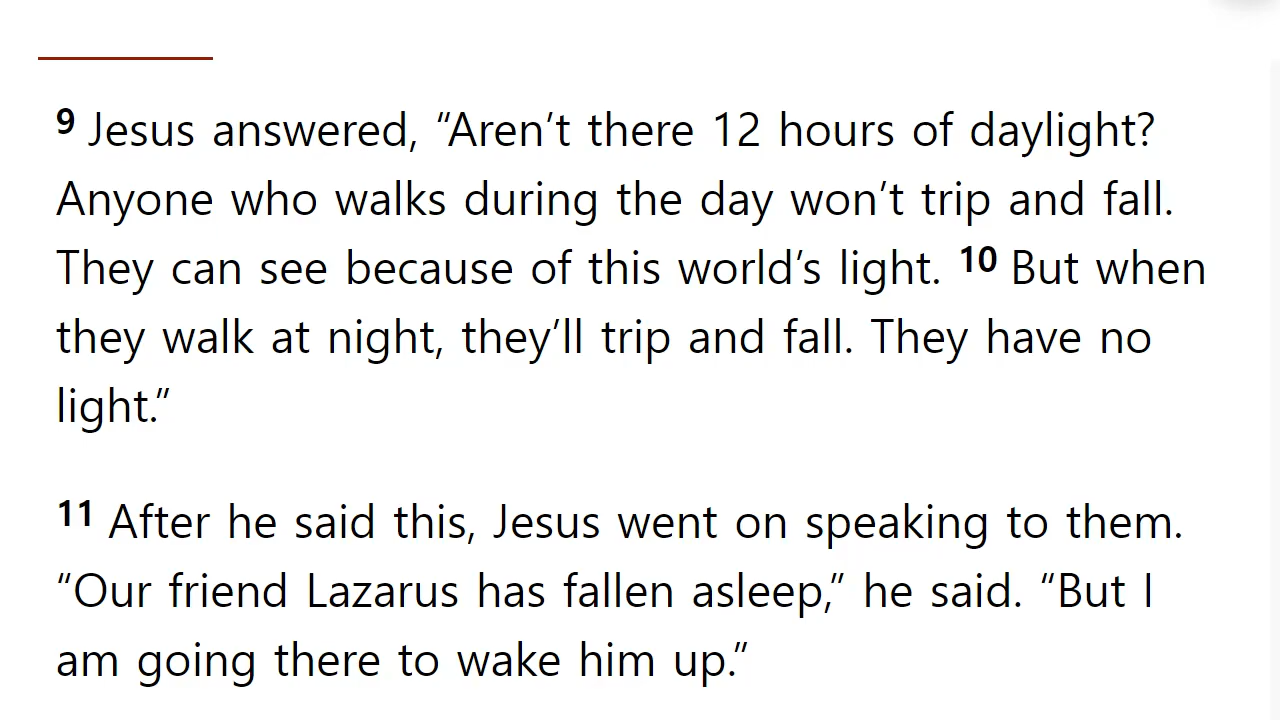 9 Jesus answered, “Aren’t there 12 hours of daylight?
Anyone who walks during the day won’t trip and fall.
They can see because of this world’s light. 10 But when
they walk at night, they’ll trip and fall. They have no
light.”
11 After he said this, Jesus went on speaking to them.
“Our friend Lazarus has fallen asleep,” he said. “But I
am going there to wake him up.”